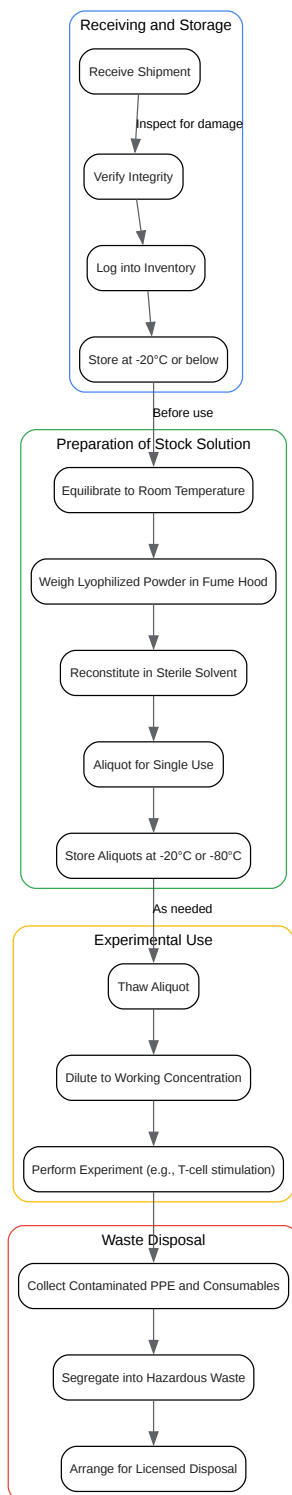 Receiving and Storage
Receive Shipment
Inspect for damage
Verify Integrity
Log into Inventory
Store at -20°C or below
Before use
Preparation of Stock Solution
Equilibrate to Room Temperature
Weigh Lyophilized Powder in Fume Hood
Reconstitute in Sterile Solvent
Aliquot for Single Use
Store Aliquots at -20°C or -80°C
As needed
Experimental Use
Thaw Aliquot
Dilute to Working Concentration
Perform Experiment (e.g., T-cell stimulation)
Waste Disposal
Collect Contaminated PPE and Consumables
Segregate into Hazardous Waste
Arrange for Licensed Disposal